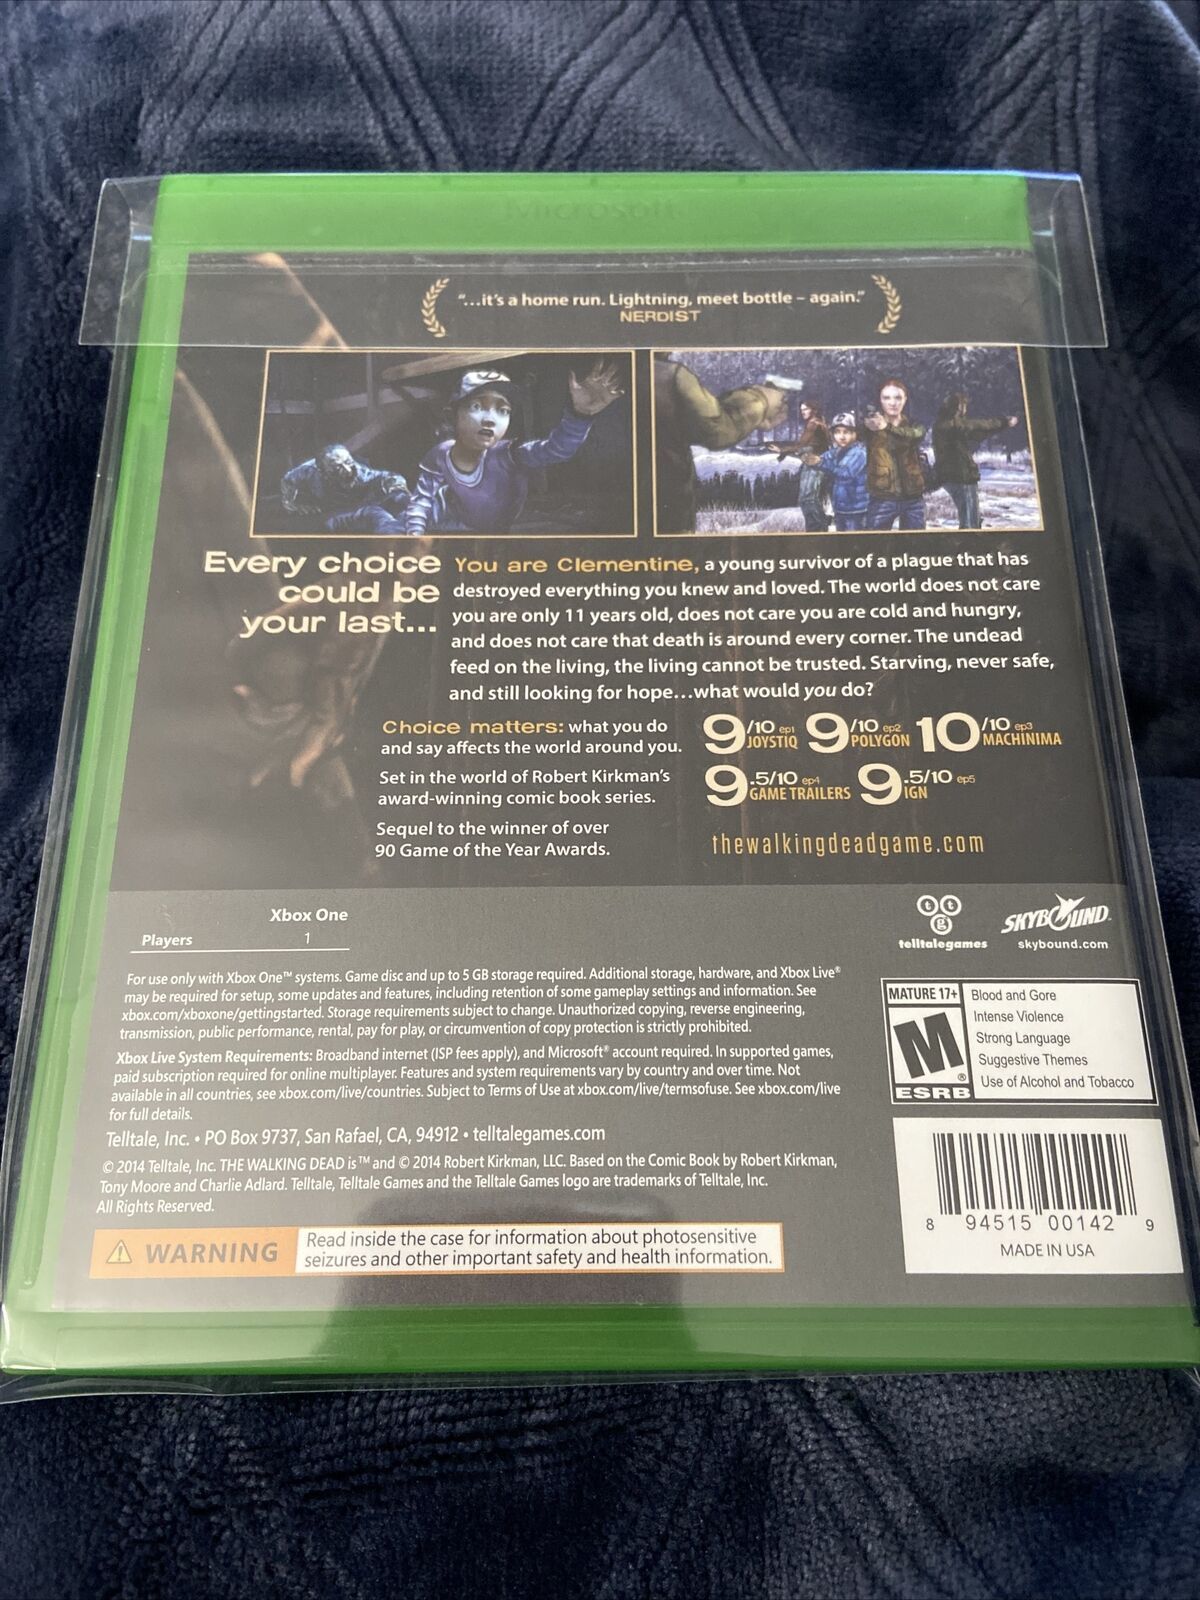 Microsoft
"...it's a home run. Lightning, meet bottle – again."
NERDIST
Every choice
could be
your last...
You are Clementine, a young survivor of a plague that has
destroyed everything you knew and loved. The world does not care
you are only 11 years old, does not care you are cold and hungry,
and does not care that death is around every corner. The undead
feed on the living, the living cannot be trusted. Starving, never safe,
and still looking for hope...what would you do?
Choice matters: what you do
and say affects the world around you.
Set in the world of Robert Kirkman's
award-winning comic book series.
Sequel to the winner of over
90 Game of the Year Awards.
9/10 ep1 JOYSTIQ
9/10 ep2 POLYGON
10/10 ep3 MACHINIMA
9.5/10 ep4 GAME TRAILERS
9.5/10 ep5 IGN
thewalkingdeadgame.com
Xbox One
Players 1
telltalegames
SKYBOUND
skybound.com
For use only with Xbox One™ systems. Game disc and up to 5 GB storage required. Additional storage, hardware, and Xbox Live®
may be required for setup, some updates and features, including retention of some gameplay settings and information. See
xbox.com/xboxone/gettingstarted. Storage requirements subject to change. Unauthorized copying, reverse engineering,
transmission, public performance, rental, pay for play, or circumvention of copy protection is strictly prohibited.
Xbox Live System Requirements: Broadband internet (ISP fees apply), and Microsoft® account required. In supported games,
paid subscription required for online multiplayer. Features and system requirements vary by country and over time. Not
available in all countries, see xbox.com/live/countries. Subject to Terms of Use at xbox.com/live/termsofuse. See xbox.com/live
for full details.
Telltale, Inc. • PO Box 9737, San Rafael, CA, 94912 • telltalegames.com
© 2014 Telltale, Inc. THE WALKING DEAD is™ and © 2014 Robert Kirkman, LLC. Based on the Comic Book by Robert Kirkman,
Tony Moore and Charlie Adlard. Telltale, Telltale Games and the Telltale Games logo are trademarks of Telltale, Inc.
All Rights Reserved.
WARNING
Read inside the case for information about photosensitive
seizures and other important safety and health information.
MATURE 17+
M
ESRB
Blood and Gore
Intense Violence
Strong Language
Suggestive Themes
Use of Alcohol and Tobacco
8 94515 00142 9
MADE IN USA